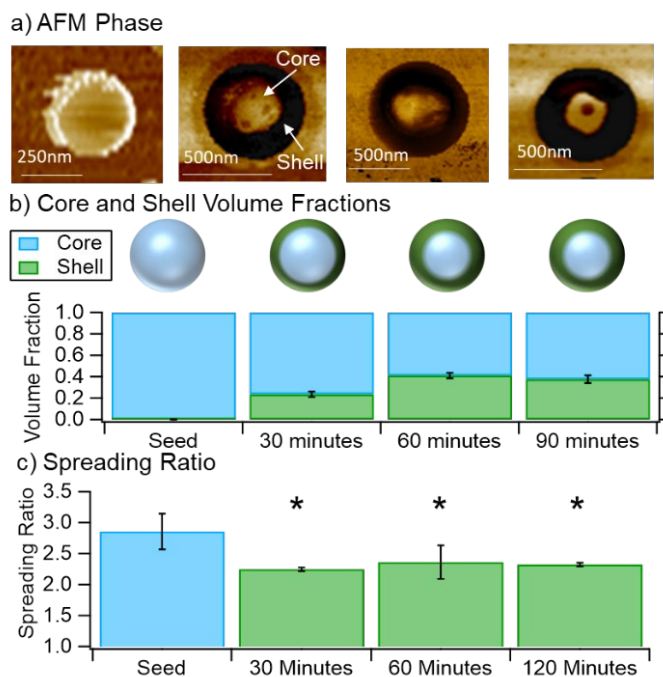 a) AFM Phase
250nm
500nm
Core
Shell
500nm
500nm
b) Core and Shell Volume Fractions
Core
Shell
Volume Fraction
1.0
0.8
0.6
0.4
0.2
0.0
Seed 30 minutes 60 minutes 90 minutes
c) Spreading Ratio
Spreading Ratio
3.5
3.0
2.5
2.0
1.5
1.0
* * *
Seed 30 Minutes 60 Minutes 120 Minutes